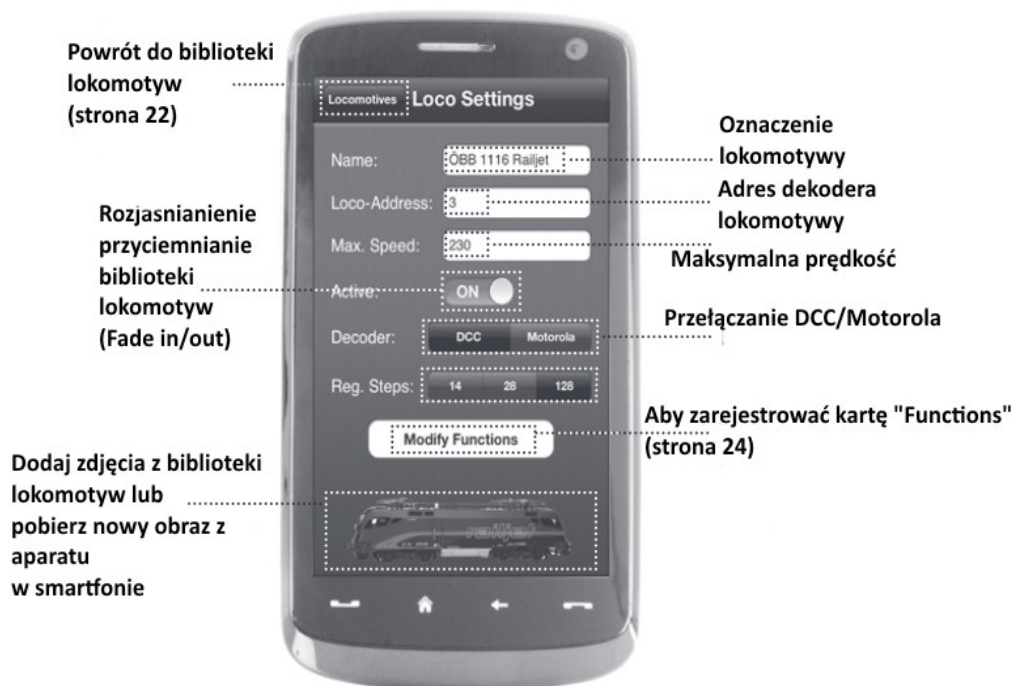 Powrót do biblioteki
lokomotyw
(strona 22)
Rozjasnianienie
przyciemnianie
biblioteki
lokomotyw
(Fade in/out)
Dodaj zdjęcia z biblioteki
lokomotyw lub
pobierz nowy obraz z
aparatu
w smartfonie
Locomotives Loco Settings
Name: ÖBB 1116 Railjet
Loco-Address: 3
Max. Speed: 230
Active: ON
Decoder: DCC Motorola
Reg. Steps: 14 28 128
Modify Functions
railjet
Oznaczenie
lokomotywy
Adres dekodera
lokomotywy
Maksymalna prędkość
Przełączanie DCC/Motorola
Aby zarejestrować kartę "Functions"
(strona 24)